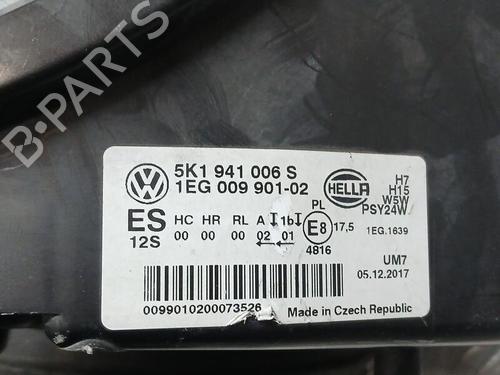 B-PARTS
5K1 941 006 S
1EG 009 901-02
HELLA
H7
H15
W5W
PSY24W
ES
12S
HC HR RL A 1b PL
00 00 00 02 01 E8 17,5
4816
1EG.1639
UM7
05.12.2017
0099010200073526
Made in Czech Republic